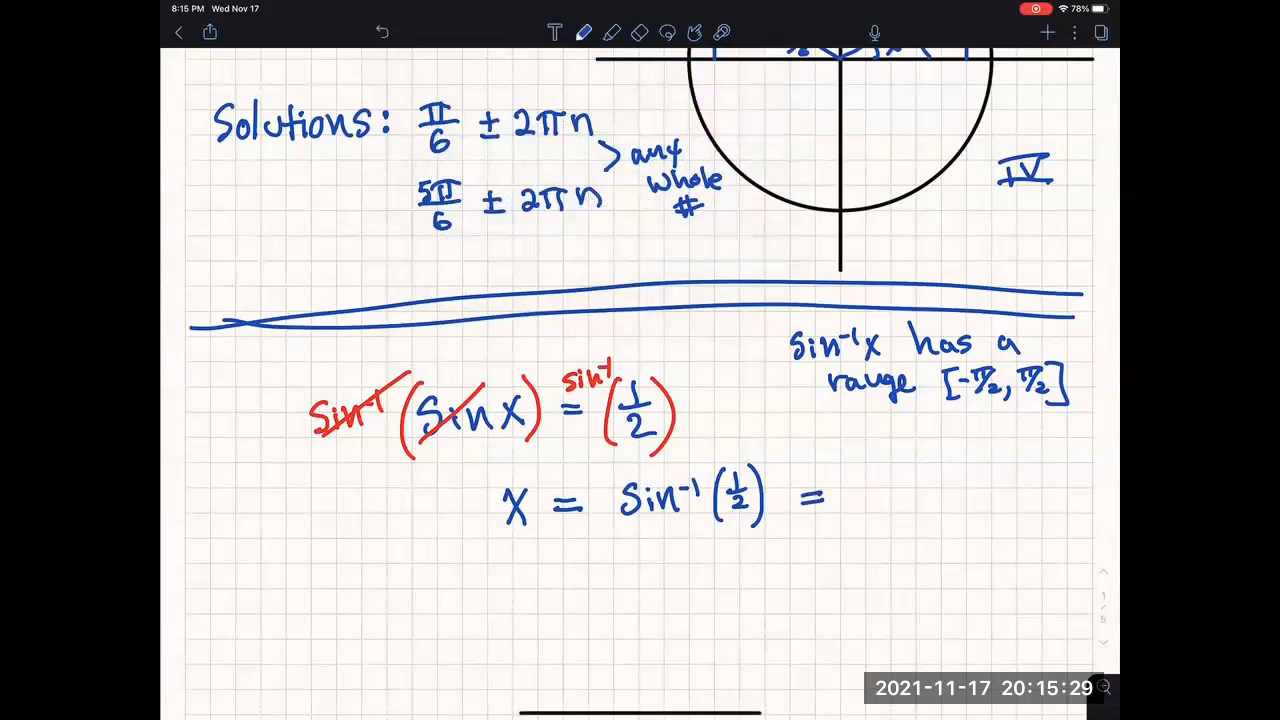 8:15 PM Wed Nov 17
78%
T
IV
Solutions: π/6 ± 2πn
5π/6 ± 2πn
> any whole #
sin⁻¹x has a
range [-π/2, π/2]
sin⁻¹(sin x) = sin⁻¹(1/2)
x = sin⁻¹(1/2) =
1
/
5
2021-11-17 20:15:29